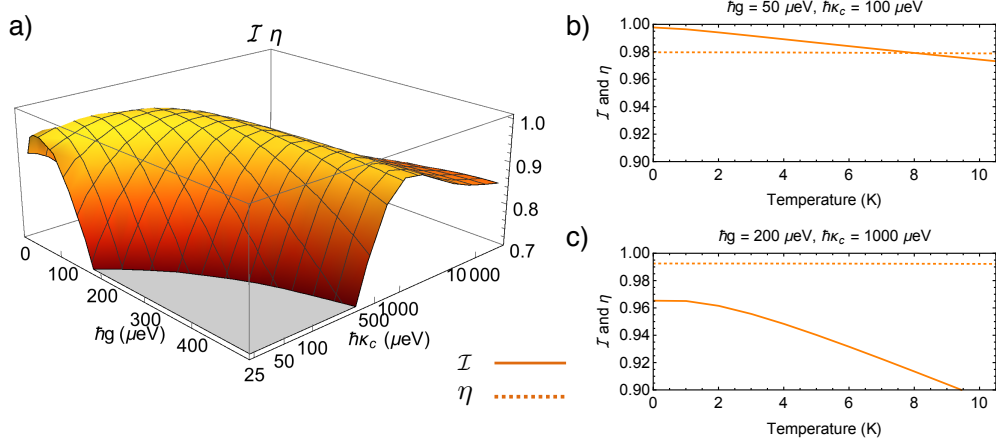 a)
I η
1.0
0.9
0.8
0.7
0
100
200
300
400
ħg (μeV)
25
50
100
500
1000
10 000
ħκc (μeV)
I
η
b)
ħg = 50 μeV, ħκc = 100 μeV
1.00
0.98
0.96
0.94
0.92
0.90
I and η
0 2 4 6 8 10
Temperature (K)
c)
ħg = 200 μeV, ħκc = 1000 μeV
1.00
0.98
0.96
0.94
0.92
0.90
I and η
0 2 4 6 8 10
Temperature (K)